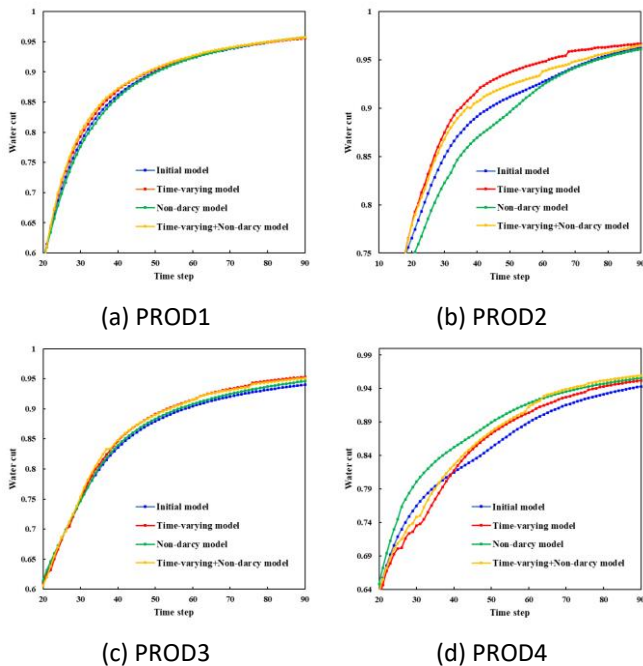 1
0.95
0.9
0.85
0.8
0.75
0.7
0.65
0.6
Water cut
Initial model
Time-varying model
Non-darcy model
Time-varying+Non-darcy model
20 30 40 50 60 70 80 90
Time step
(a) PROD1
1
0.95
0.9
0.85
0.8
0.75
Water cut
Initial model
Time-varying model
Non-darcy model
Time-varying+Non-darcy model
10 20 30 40 50 60 70 80 90
Time step
(b) PROD2
1
0.95
0.9
0.85
0.8
0.75
0.7
0.65
0.6
Water cut
Initial model
Time-varying model
Non-darcy model
Time-varying+Non-darcy model
20 30 40 50 60 70 80 90
Time step
(c) PROD3
0.99
0.94
0.89
0.84
0.79
0.74
0.69
0.64
Water cut
Initial model
Time-varying model
Non-darcy model
Time-varying+Non-darcy model
20 30 40 50 60 70 80 90
Time step
(d) PROD4